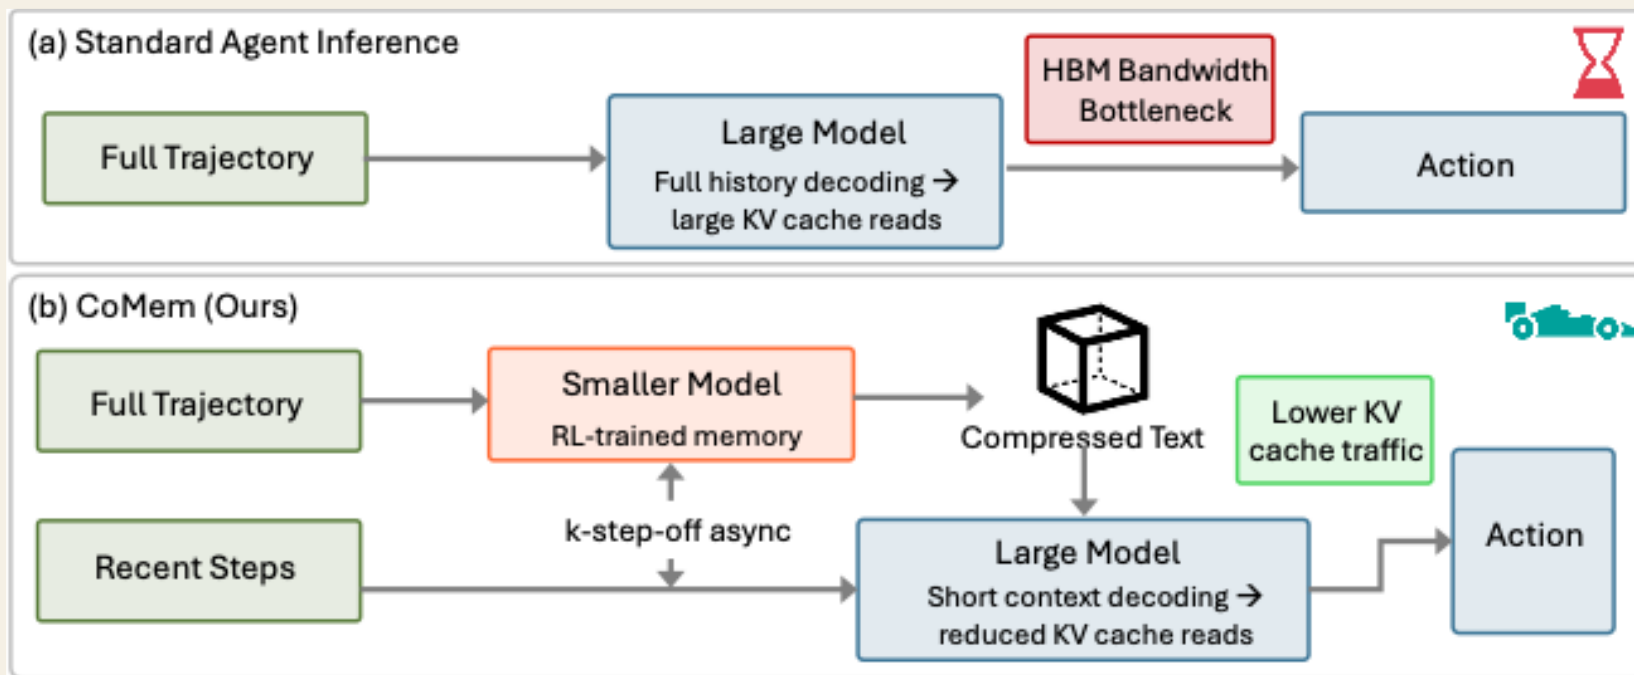 (a) Standard Agent Inference
HBM Bandwidth
Bottleneck
Full Trajectory
Large Model
Full history decoding →
large KV cache reads
Action
(b) CoMem (Ours)
Full Trajectory
Smaller Model
RL-trained memory
Compressed Text
Lower KV
cache traffic
k-step-off async
Recent Steps
Large Model
Short context decoding →
reduced KV cache reads
Action